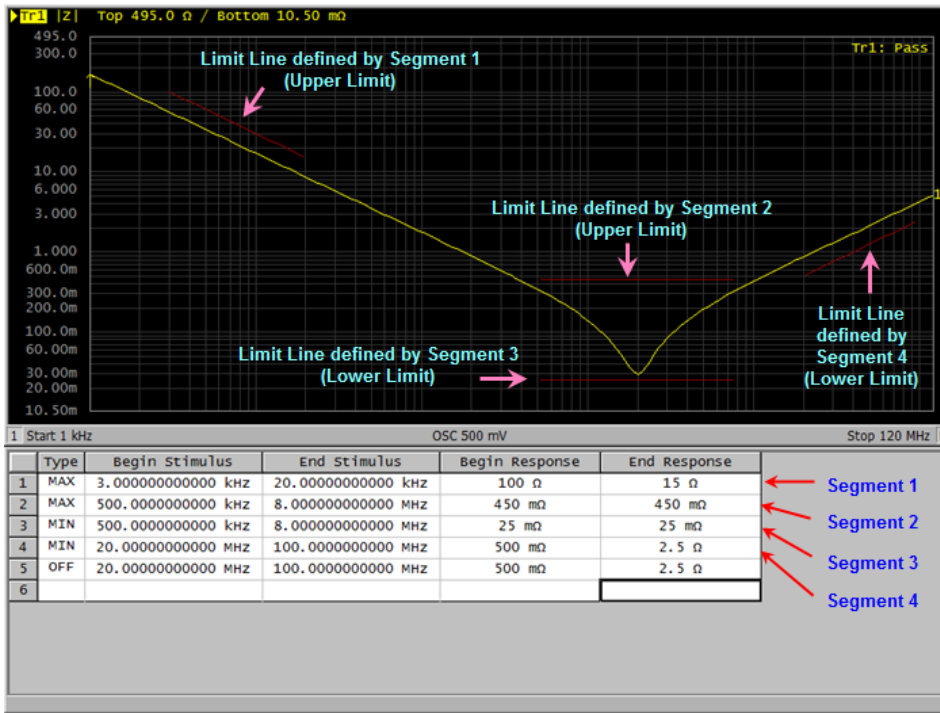 Tr1 |Z| Top 495.0 Ω / Bottom 10.50 mΩ
495.0
300.0
100.0
60.00
30.00
10.00
6.000
3.000
1.000
600.0m
300.0m
200.0m
100.0m
60.00m
30.00m
20.00m
10.50m
Tr1: Pass
Limit Line defined by Segment 1
(Upper Limit)
1
Limit Line defined by Segment 2
(Upper Limit)
Limit Line defined by Segment 3
(Lower Limit)
Limit Line
defined by
Segment 4
(Lower Limit)
1 Start 1 kHz OSC 500 mV Stop 120 MHz
Type Begin Stimulus End Stimulus Begin Response End Response
1 MAX 3.000000000000 kHz 20.00000000000 kHz 100 Ω 15 Ω
2 MAX 500.0000000000 kHz 8.000000000000 MHz 450 mΩ 450 mΩ
3 MIN 500.0000000000 kHz 8.000000000000 MHz 25 mΩ 25 mΩ
4 MIN 20.00000000000 MHz 100.0000000000 MHz 500 mΩ 2.5 Ω
5 OFF 20.00000000000 MHz 100.0000000000 MHz 500 mΩ 2.5 Ω
6
Segment 1
Segment 2
Segment 3
Segment 4